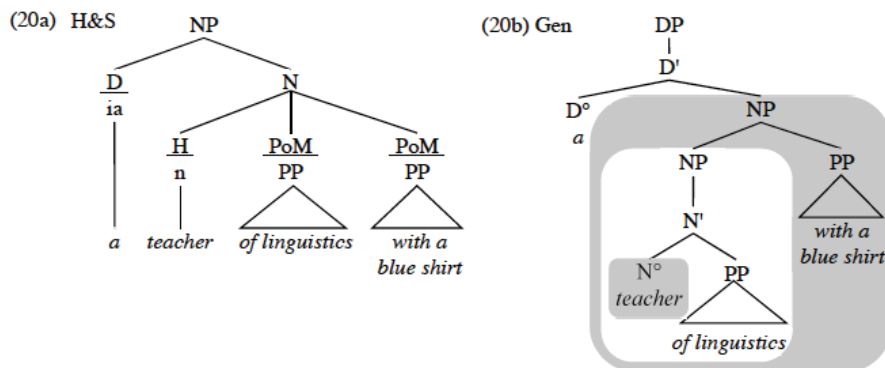 (20a) H&S
NP
D
ia
N
H
n
PoM
PP
PoM
PP
a
teacher
of linguistics
with a
blue shirt
(20b) Gen
DP
D'
D°
a
NP
NP
PP
with a
blue shirt
N'
N°
teacher
PP
of linguistics